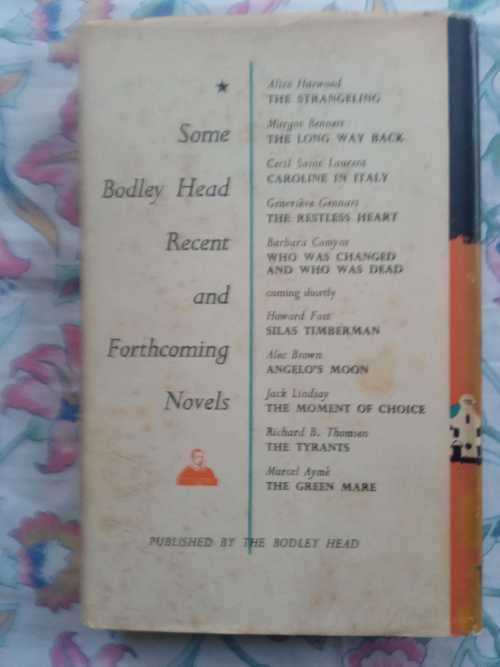 ★
Some
Bodley Head
Recent
and
Forthcoming
Novels
Alice Harwood
THE STRANGELING
Margot Bennett
THE LONG WAY BACK
Cecil Saint Laurent
CAROLINE IN ITALY
Geneviève Gennari
THE RESTLESS HEART
Barbara Comyns
WHO WAS CHANGED
AND WHO WAS DEAD
coming shortly
Howard Fast
SILAS TIMBERMAN
Alec Brown
ANGELO'S MOON
Jack Lindsay
THE MOMENT OF CHOICE
Richard B. Thomsen
THE TYRANTS
Marcel Aymé
THE GREEN MARE
PUBLISHED BY THE BODLEY HEAD